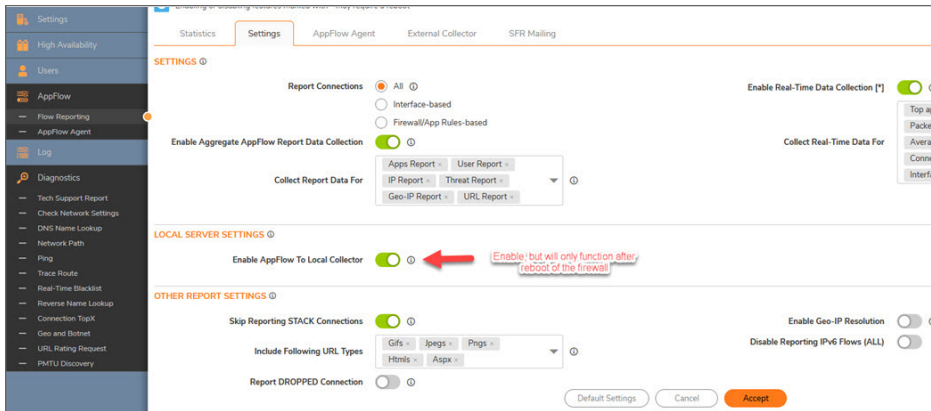 Settings
High Availability
Users
AppFlow
Flow Reporting
AppFlow Agent
Log
Diagnostics
Tech Support Report
Check Network Settings
DNS Name Lookup
Network Path
Ping
Trace Route
Real-Time Blacklist
Reverse Name Lookup
Connection TopX
Geo and Botnet
URL Rating Request
PMTU Discovery
Statistics Settings AppFlow Agent External Collector SFR Mailing
SETTINGS
Report Connections All
Interface-based
Firewall/App Rules-based
Enable Aggregate AppFlow Report Data Collection
Collect Report Data For
Apps Report × User Report ×
IP Report × Threat Report ×
Geo-IP Report × URL Report ×
Enable Real-Time Data Collection [*]
Collect Real-Time Data For
Top ap
Packe
Avera
Conne
Interfa
LOCAL SERVER SETTINGS
Enable AppFlow To Local Collector
Enable, but will only function after
reboot of the firewall
OTHER REPORT SETTINGS
Skip Reporting STACK Connections
Include Following URL Types
Gifs × Jpegs × Pngs ×
Htmls × Aspx ×
Report DROPPED Connection
Enable Geo-IP Resolution
Disable Reporting IPv6 Flows (ALL)
Default Settings Cancel Accept